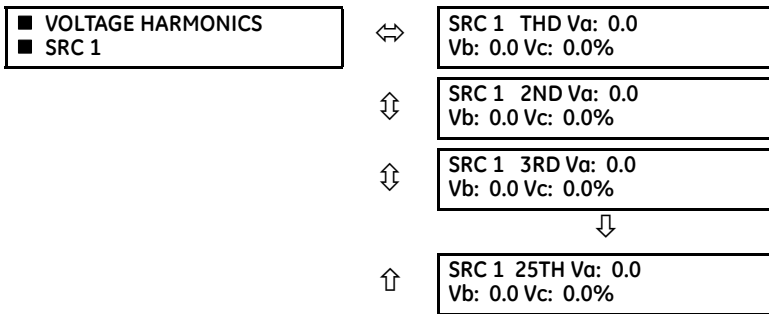 ■ VOLTAGE HARMONICS
■ SRC 1
SRC 1 THD Va: 0.0
Vb: 0.0 Vc: 0.0%
SRC 1 2ND Va: 0.0
Vb: 0.0 Vc: 0.0%
SRC 1 3RD Va: 0.0
Vb: 0.0 Vc: 0.0%
SRC 1 25TH Va: 0.0
Vb: 0.0 Vc: 0.0%